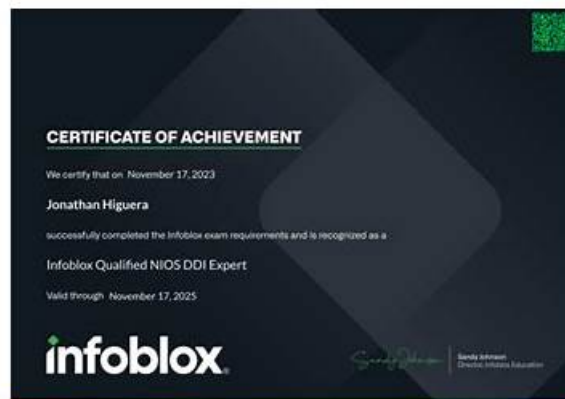 CERTIFICATE OF ACHIEVEMENT
We certify that on November 17, 2023
Jonathan Higuera
successfully completed the Infoblox exam requirements and is recognized as a
Infoblox Qualified NIOS DDI Expert
Valid through November 17, 2025
infoblox®
Sandy Johnson
Sandy Johnson
Director, Infoblox Education